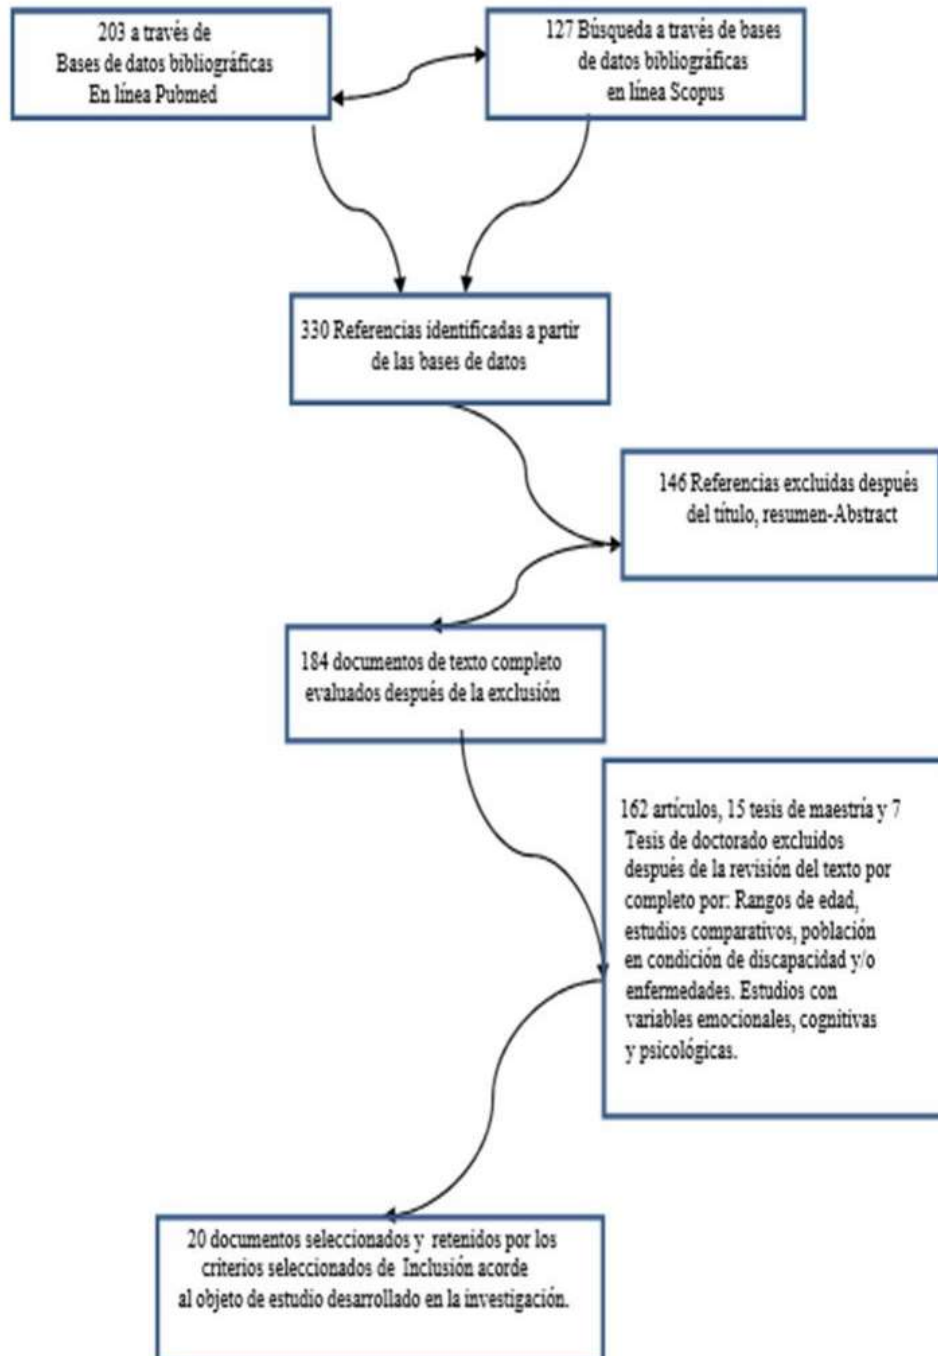 203 a través de
Bases de datos bibliográficas
En línea Pubmed
127 Búsqueda a través de bases
de datos bibliográficas
en línea Scopus
330 Referencias identificadas a partir
de las bases de datos
146 Referencias excluidas después
del título, resumen-Abstract
184 documentos de texto completo
evaluados después de la exclusión
162 artículos, 15 tesis de maestría y 7
Tesis de doctorado excluidos
después de la revisión del texto por
completo por: Rangos de edad,
estudios comparativos, población
en condición de discapacidad y/o
enfermedades. Estudios con
variables emocionales, cognitivas
y psicológicas.
20 documentos seleccionados y retenidos por los
criterios seleccionados de Inclusión acorde
al objeto de estudio desarrollado en la investigación.